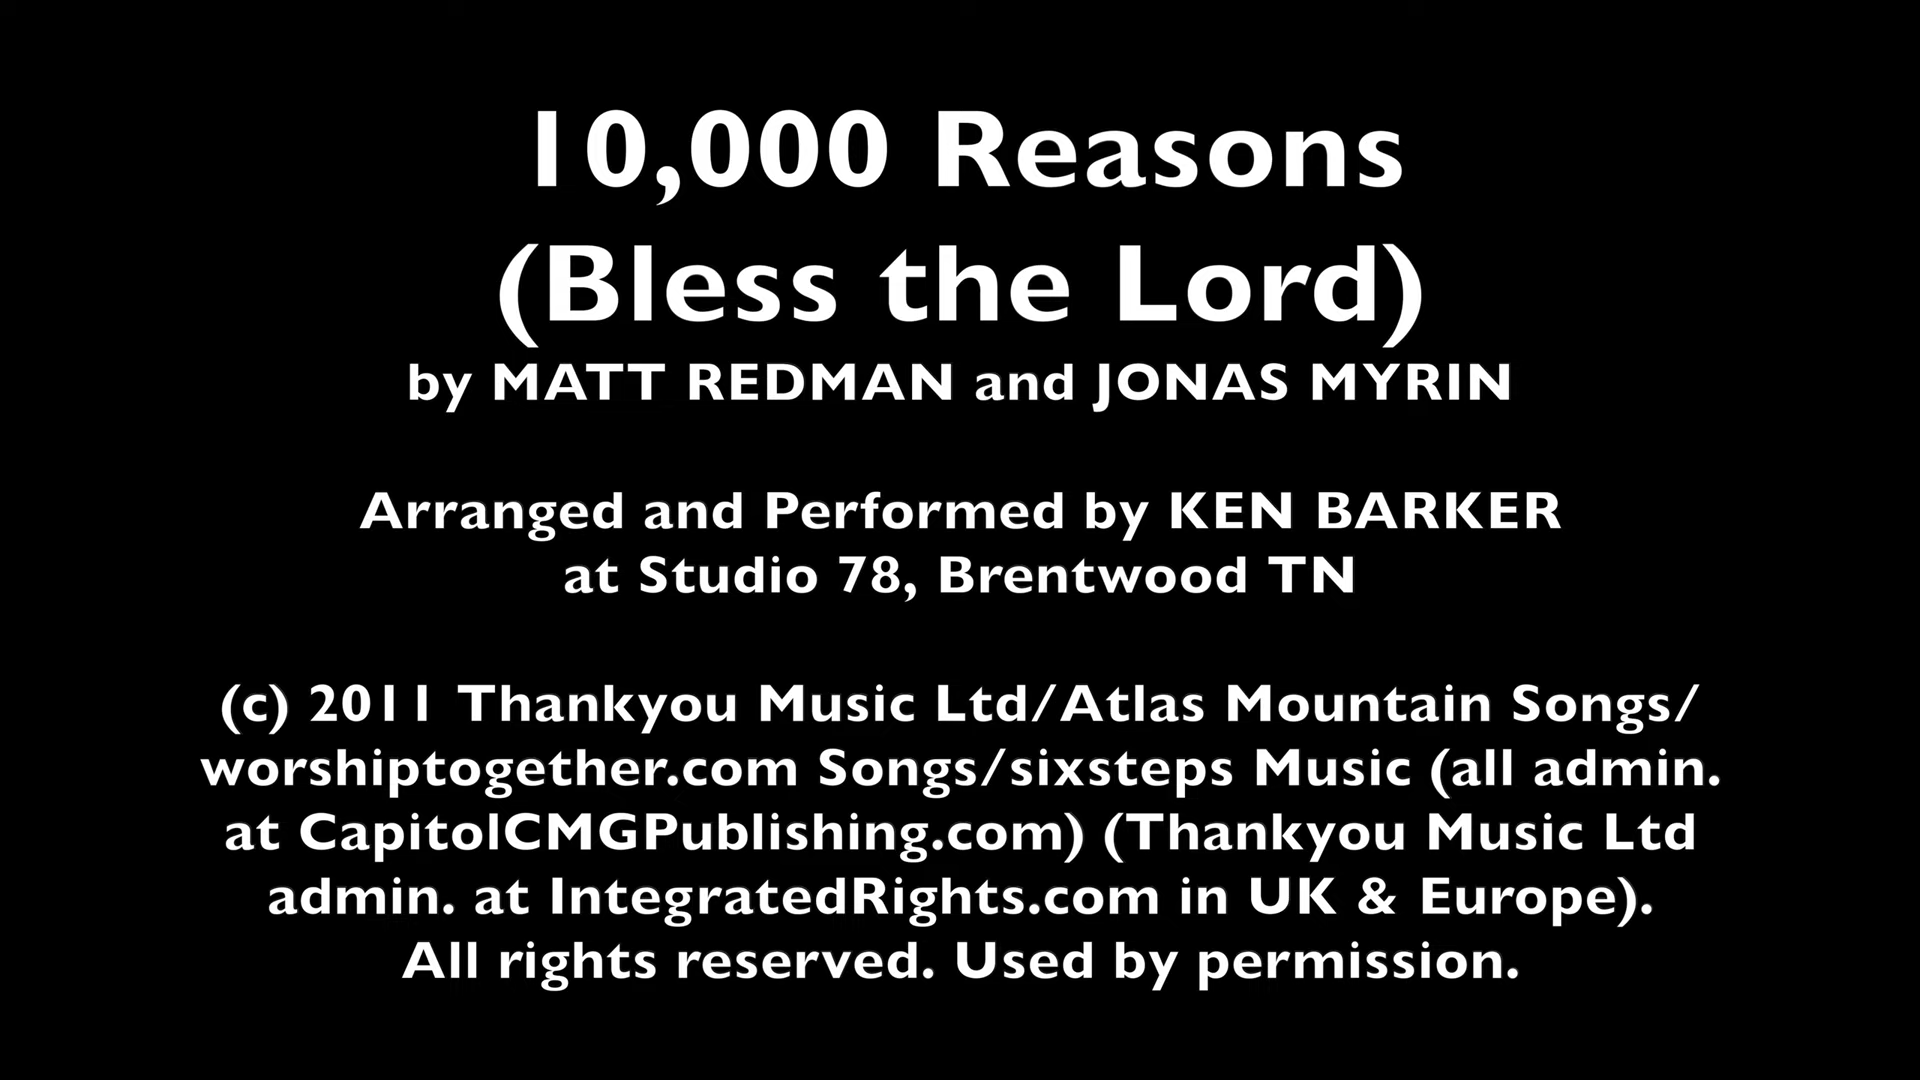 10,000 Reasons
(Bless the Lord)
by MATT REDMAN and JONAS MYRIN
Arranged and Performed by KEN BARKER
at Studio 78, Brentwood TN
(c) 2011 Thankyou Music Ltd/Atlas Mountain Songs/
worshiptogether.com Songs/sixsteps Music (all admin.
at CapitolCMGPublishing.com) (Thankyou Music Ltd
admin. at IntegratedRights.com in UK & Europe).
All rights reserved. Used by permission.